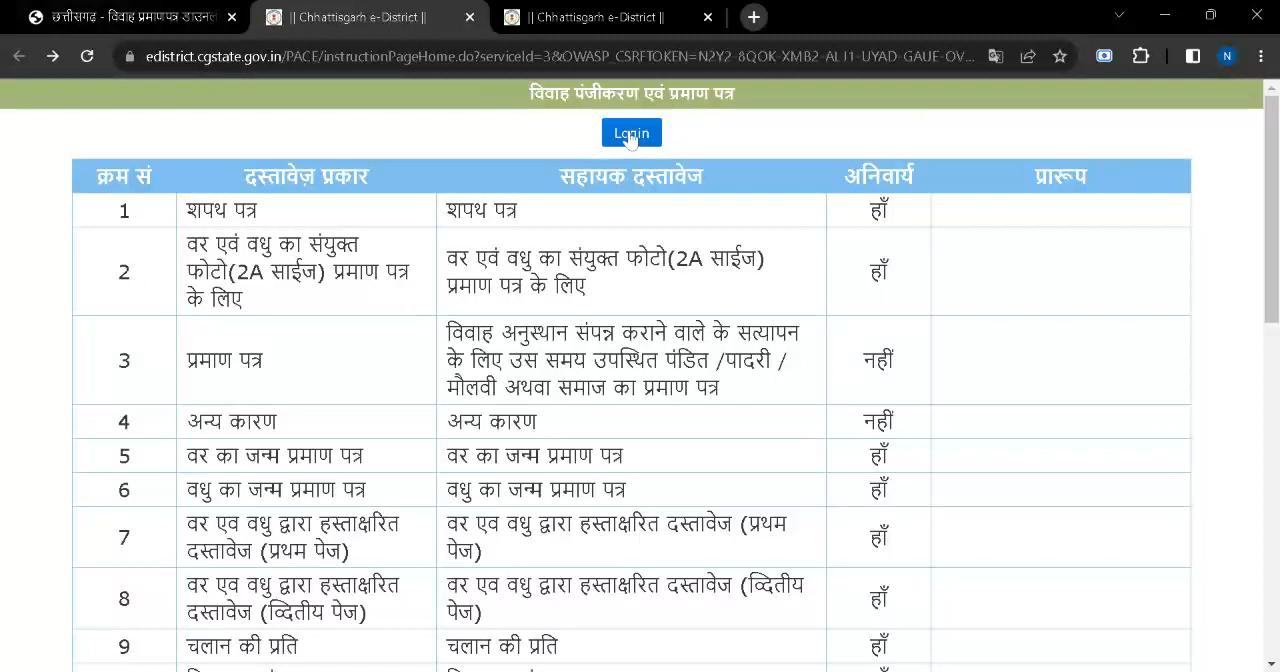 छत्तीसगढ़ - विवाह प्रमाणपत्र डाउनल
|| Chhattisgarh e-District ||
|| Chhattisgarh e-District ||
edistrict.cgstate.gov.in/PACE/instructionPageHome.do?serviceId=3&OWASP_CSRFTOKEN=N2Y2-8QOK-XMB2-AL11-UYAD-GAUE-OV...
N
विवाह पंजीकरण एवं प्रमाण पत्र
Login
क्रम सं दस्तावेज़ प्रकार सहायक दस्तावेज अनिवार्य प्रारूप
1 शपथ पत्र शपथ पत्र हाँ
वर एवं वधु का संयुक्त
फोटो(2A साईज) प्रमाण पत्र
के लिए
2
वर एवं वधु का संयुक्त फोटो(2A साईज)
प्रमाण पत्र के लिए
हाँ
3 प्रमाण पत्र
विवाह अनुस्थान संपन्न कराने वाले के सत्यापन
के लिए उस समय उपस्थित पंडित /पादरी /
मौलवी अथवा समाज का प्रमाण पत्र
नहीं
4 अन्य कारण अन्य कारण नहीं
5 वर का जन्म प्रमाण पत्र वर का जन्म प्रमाण पत्र हाँ
6 वधु का जन्म प्रमाण पत्र वधु का जन्म प्रमाण पत्र हाँ
7
वर एव वधु द्वारा हस्ताक्षरित
दस्तावेज (प्रथम पेज)
वर एव वधु द्वारा हस्ताक्षरित दस्तावेज (प्रथम
पेज)
हाँ
8
वर एव वधु द्वारा हस्ताक्षरित
दस्तावेज (व्दितीय पेज)
वर एव वधु द्वारा हस्ताक्षरित दस्तावेज (व्दितीय
पेज)
हाँ
9 चलान की प्रति चलान की प्रति हाँ